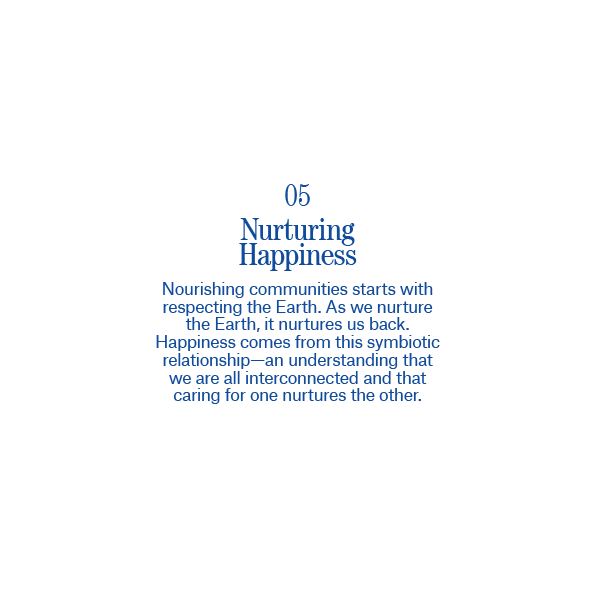 05
Nurturing
Happiness
Nourishing communities starts with
respecting the Earth. As we nurture
the Earth, it nurtures us back.
Happiness comes from this symbiotic
relationship—an understanding that
we are all interconnected and that
caring for one nurtures the other.